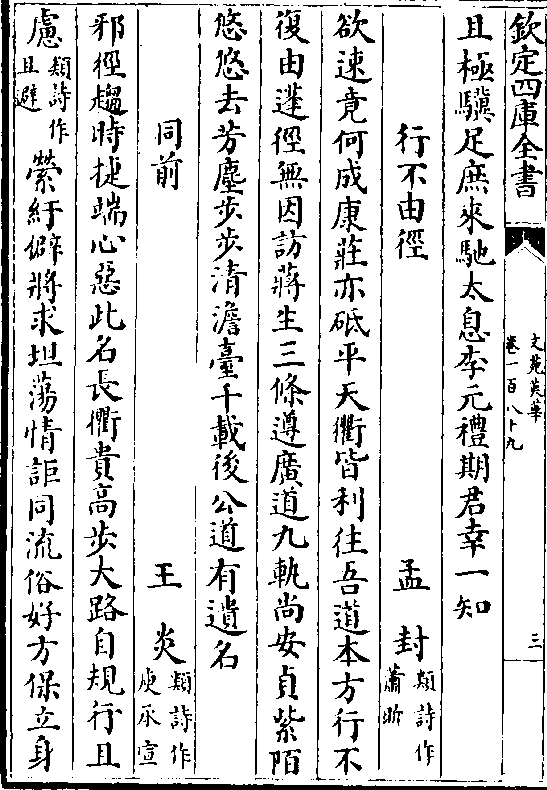 欽定四庫全書
文苑英華
卷一百八十九
三
且極驥足庶來馳太息李元禮期君幸一知
行不由徑
孟封
類詩作
蕭昕
欲速竟何成康莊亦砥平天衢皆利往吾道本方行不
復由蓬徑無因訪蔣生三條遵廣道九軌尚安貞紫陌
悠悠去芳塵步步清澹臺千載後公道有遺名
同前
王炎
類詩作
庾承宣
邪徑趨時捷端心惡此名長衢貴高步大路自規行且
慮
類詩作
且避
縈紆僻將求坦蕩情詎同流俗好方保立身